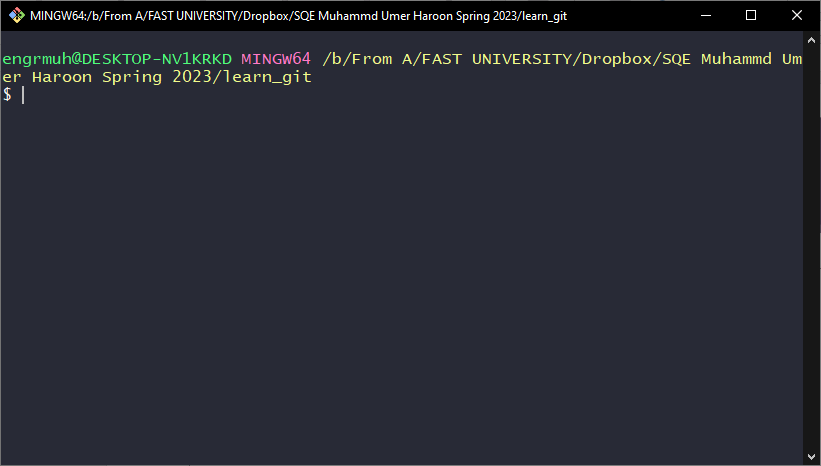 MINGW64:/b/From A/FAST UNIVERSITY/Dropbox/SQE Muhammd Umer Haroon Spring 2023/learn_git
engrmuh@DESKTOP-NV1KRKD MINGW64 /b/From A/FAST UNIVERSITY/Dropbox/SQE Muhammd Um
er Haroon Spring 2023/learn_git
$